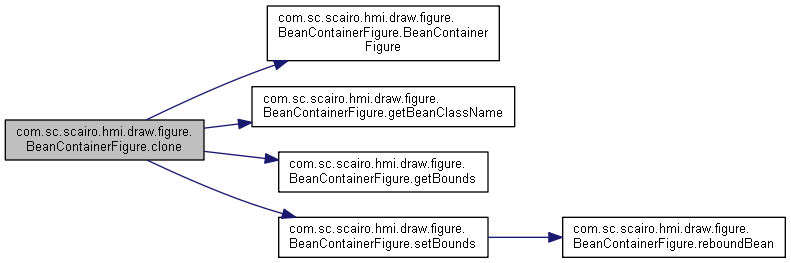 com.sc.scairo.hmi.draw.figure.
BeanContainerFigure.clone
com.sc.scairo.hmi.draw.figure.
BeanContainerFigure.BeanContainer
Figure
com.sc.scairo.hmi.draw.figure.
BeanContainerFigure.getBeanClassName
com.sc.scairo.hmi.draw.figure.
BeanContainerFigure.getBounds
com.sc.scairo.hmi.draw.figure.
BeanContainerFigure.setBounds
com.sc.scairo.hmi.draw.figure.
BeanContainerFigure.reboundBean